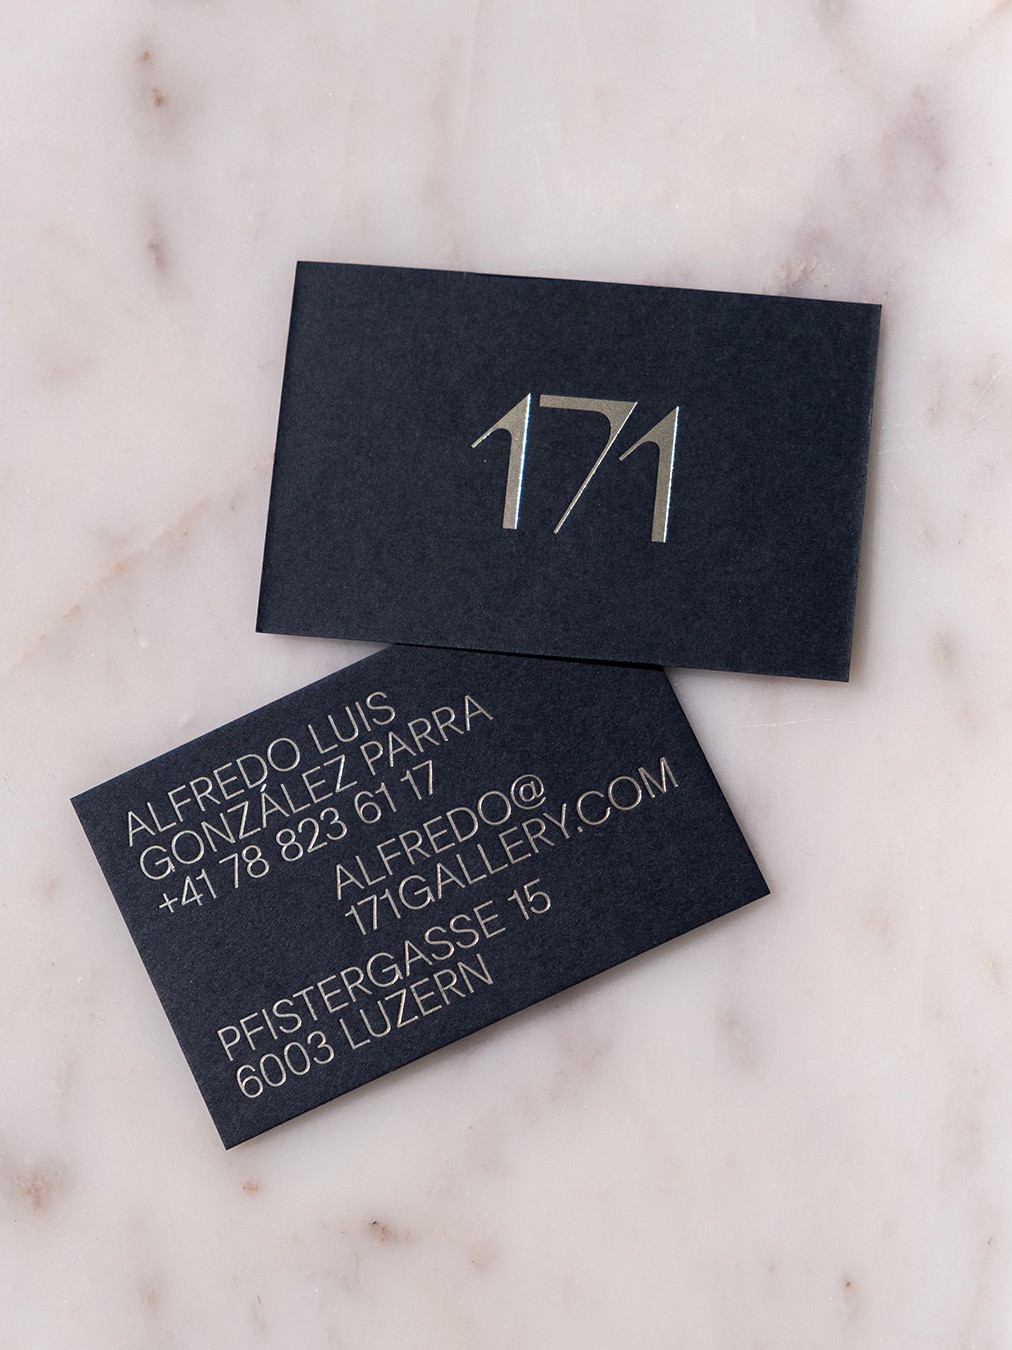 171
ALFREDO LUIS
GONZÁLEZ PARRA
+41 78 823 61 17
ALFREDO@
171GALLERY.COM
PFISTERGASSE 15
6003 LUZERN